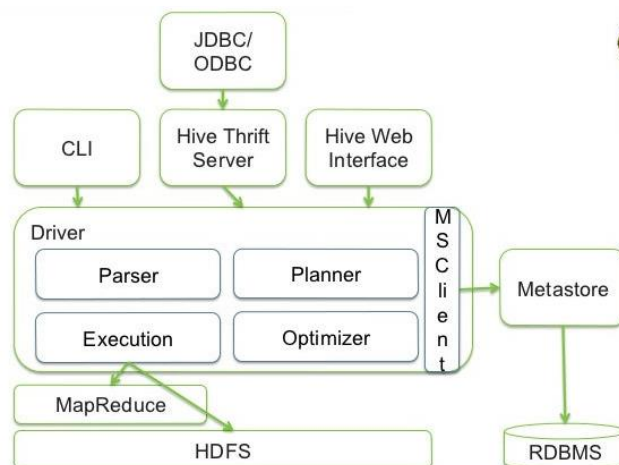 JDBC/
ODBC
CLI
Hive Thrift
Server
Hive Web
Interface
Driver
Parser
Planner
Execution
Optimizer
M
S
C
li
e
n
t
Metastore
MapReduce
HDFS
RDBMS